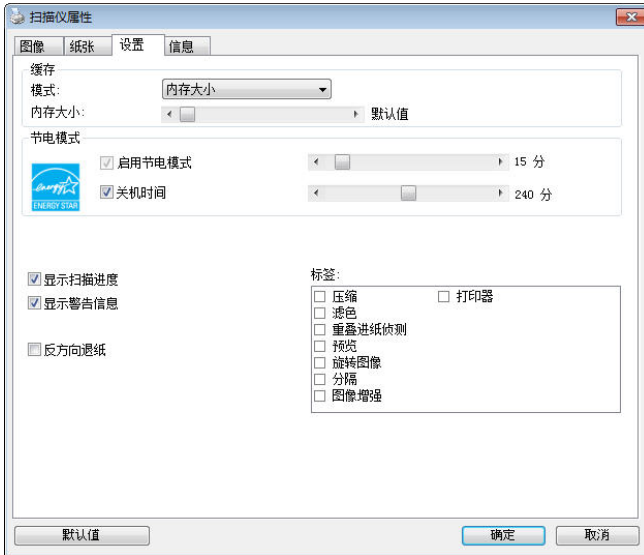 扫描仪属性
图像 纸张 设置 信息
缓存
模式: 内存大小
内存大小: 默认值
节电模式
启用节电模式 15 分
关机时间 240 分
energy
ENERGY STAR
显示扫描进度
显示警告信息
反方向退纸
标签:
压缩 打印器
滤色
重叠进纸侦测
预览
旋转图像
分隔
图像增强
默认值 确定 取消